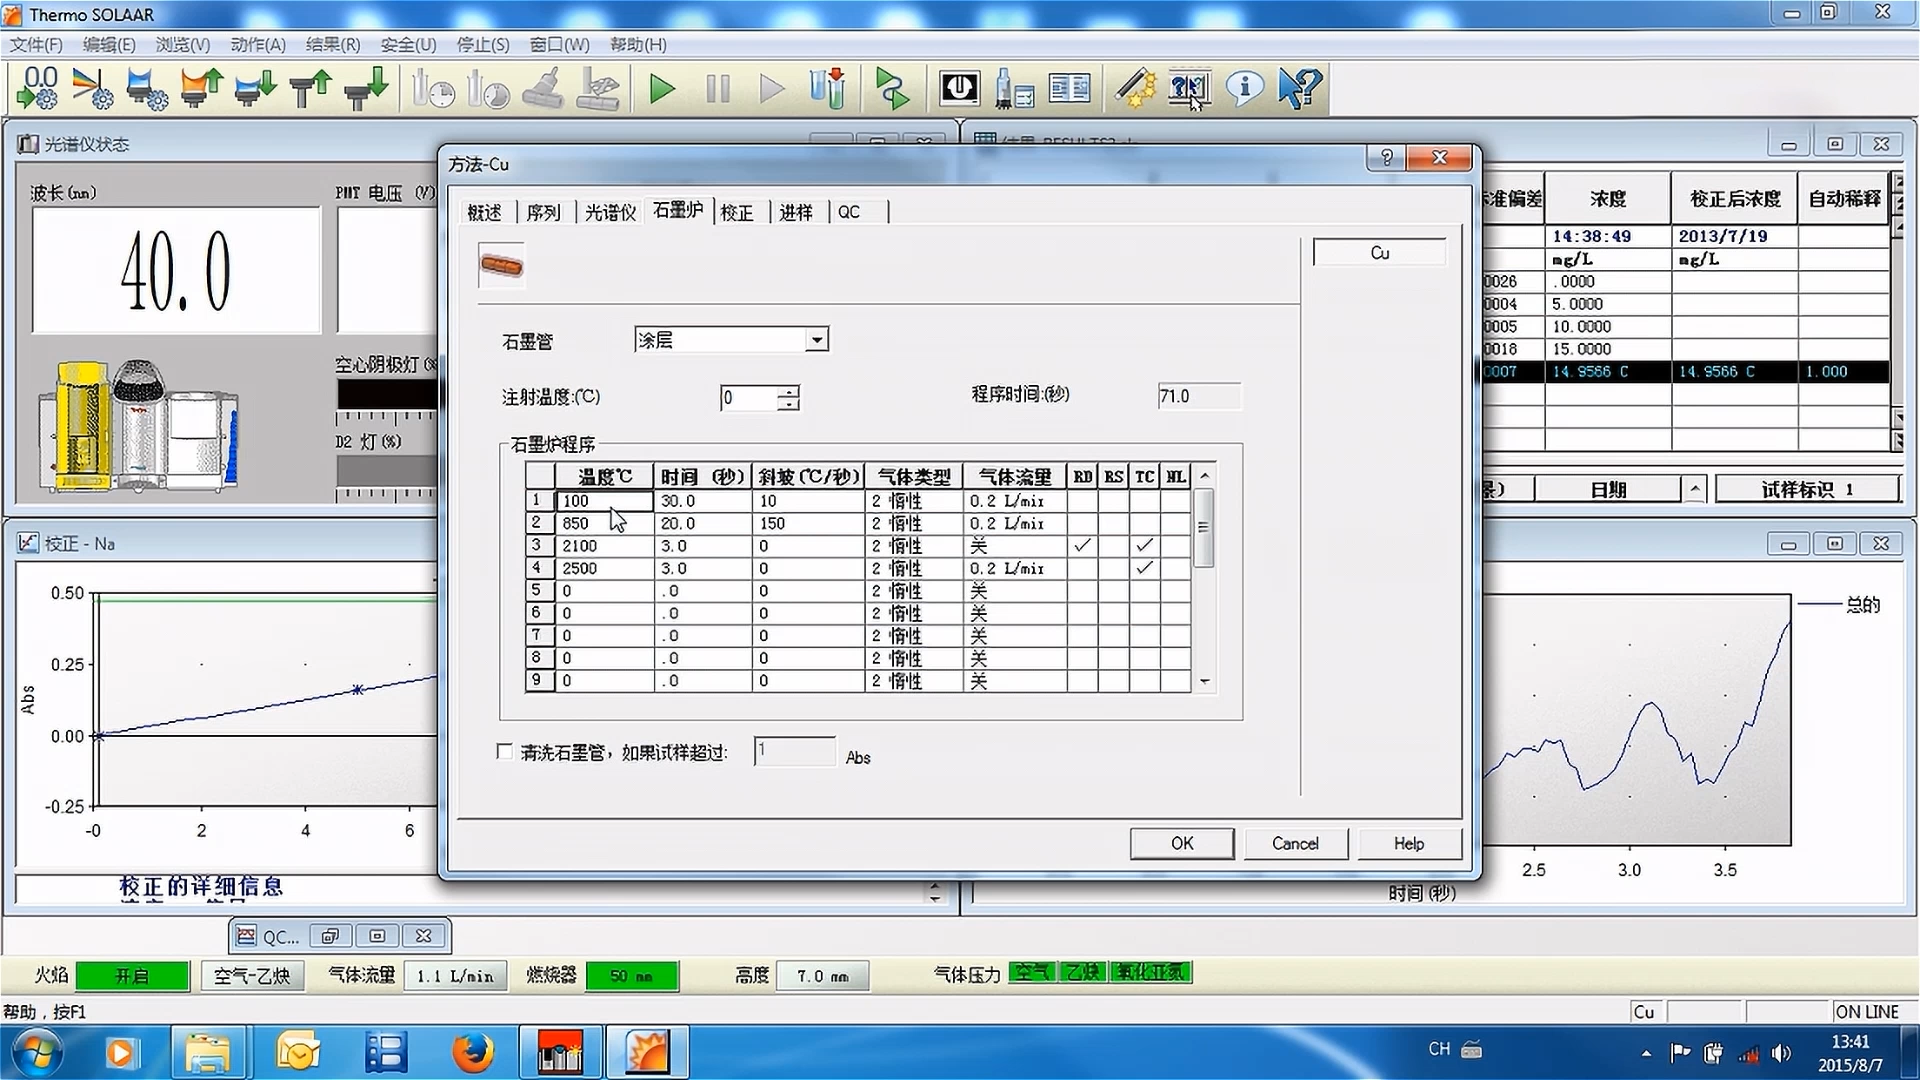 Thermo SOLAAR
文件(F) 编辑(E) 浏览(V) 动作(A) 结果(R) 安全(U) 停止(S) 窗口(W) 帮助(H)
0.0
光谱仪状态
波长(nm) PMT 电压 (V)
40.0
空心阴极灯(%
D2 灯(%)
方法-Cu
概述 序列 光谱仪 石墨炉 校正 进样 QC
Cu
石墨管 涂层
注射温度:(℃) 0 程序时间:(秒) 71.0
石墨炉程序
温度℃ 时间 (秒) 斜坡(℃/秒) 气体类型 气体流量 RD RS TC NL
1 100 30.0 10 2 惰性 0.2 L/mir
2 850 20.0 150 2 惰性 0.2 L/mir
3 2100 3.0 0 2 惰性 关 ✓ ✓
4 2500 3.0 0 2 惰性 0.2 L/mir ✓
5 0 .0 0 2 惰性 关
6 0 .0 0 2 惰性 关
7 0 .0 0 2 惰性 关
8 0 .0 0 2 惰性 关
9 0 .0 0 2 惰性 关
清洗石墨管，如果试样超过: 1 Abs
OK Cancel Help
准偏差 浓度 校正后浓度 自动稀释
14:38:49 2013/7/19
mg/L mg/L
0026 .0000
0004 5.0000
0005 10.0000
0018 15.0000
0007 14.9566 C 14.9566 C 1.000
日期 试样标识 1
校正 - Na
0.50
0.25
0.00
-0.25
Abs
-0 2 4 6
校正的详细信息
总的
2.5 3.0 3.5
时间(秒)
QC...
火焰 开启 空气-乙炔 气体流量 1.1 L/min 燃烧器 50 mm 高度 7.0 mm 气体压力 空气 乙炔 氧化亚氮
帮助，按F1 Cu ON LINE
CH
13:41
2015/8/7